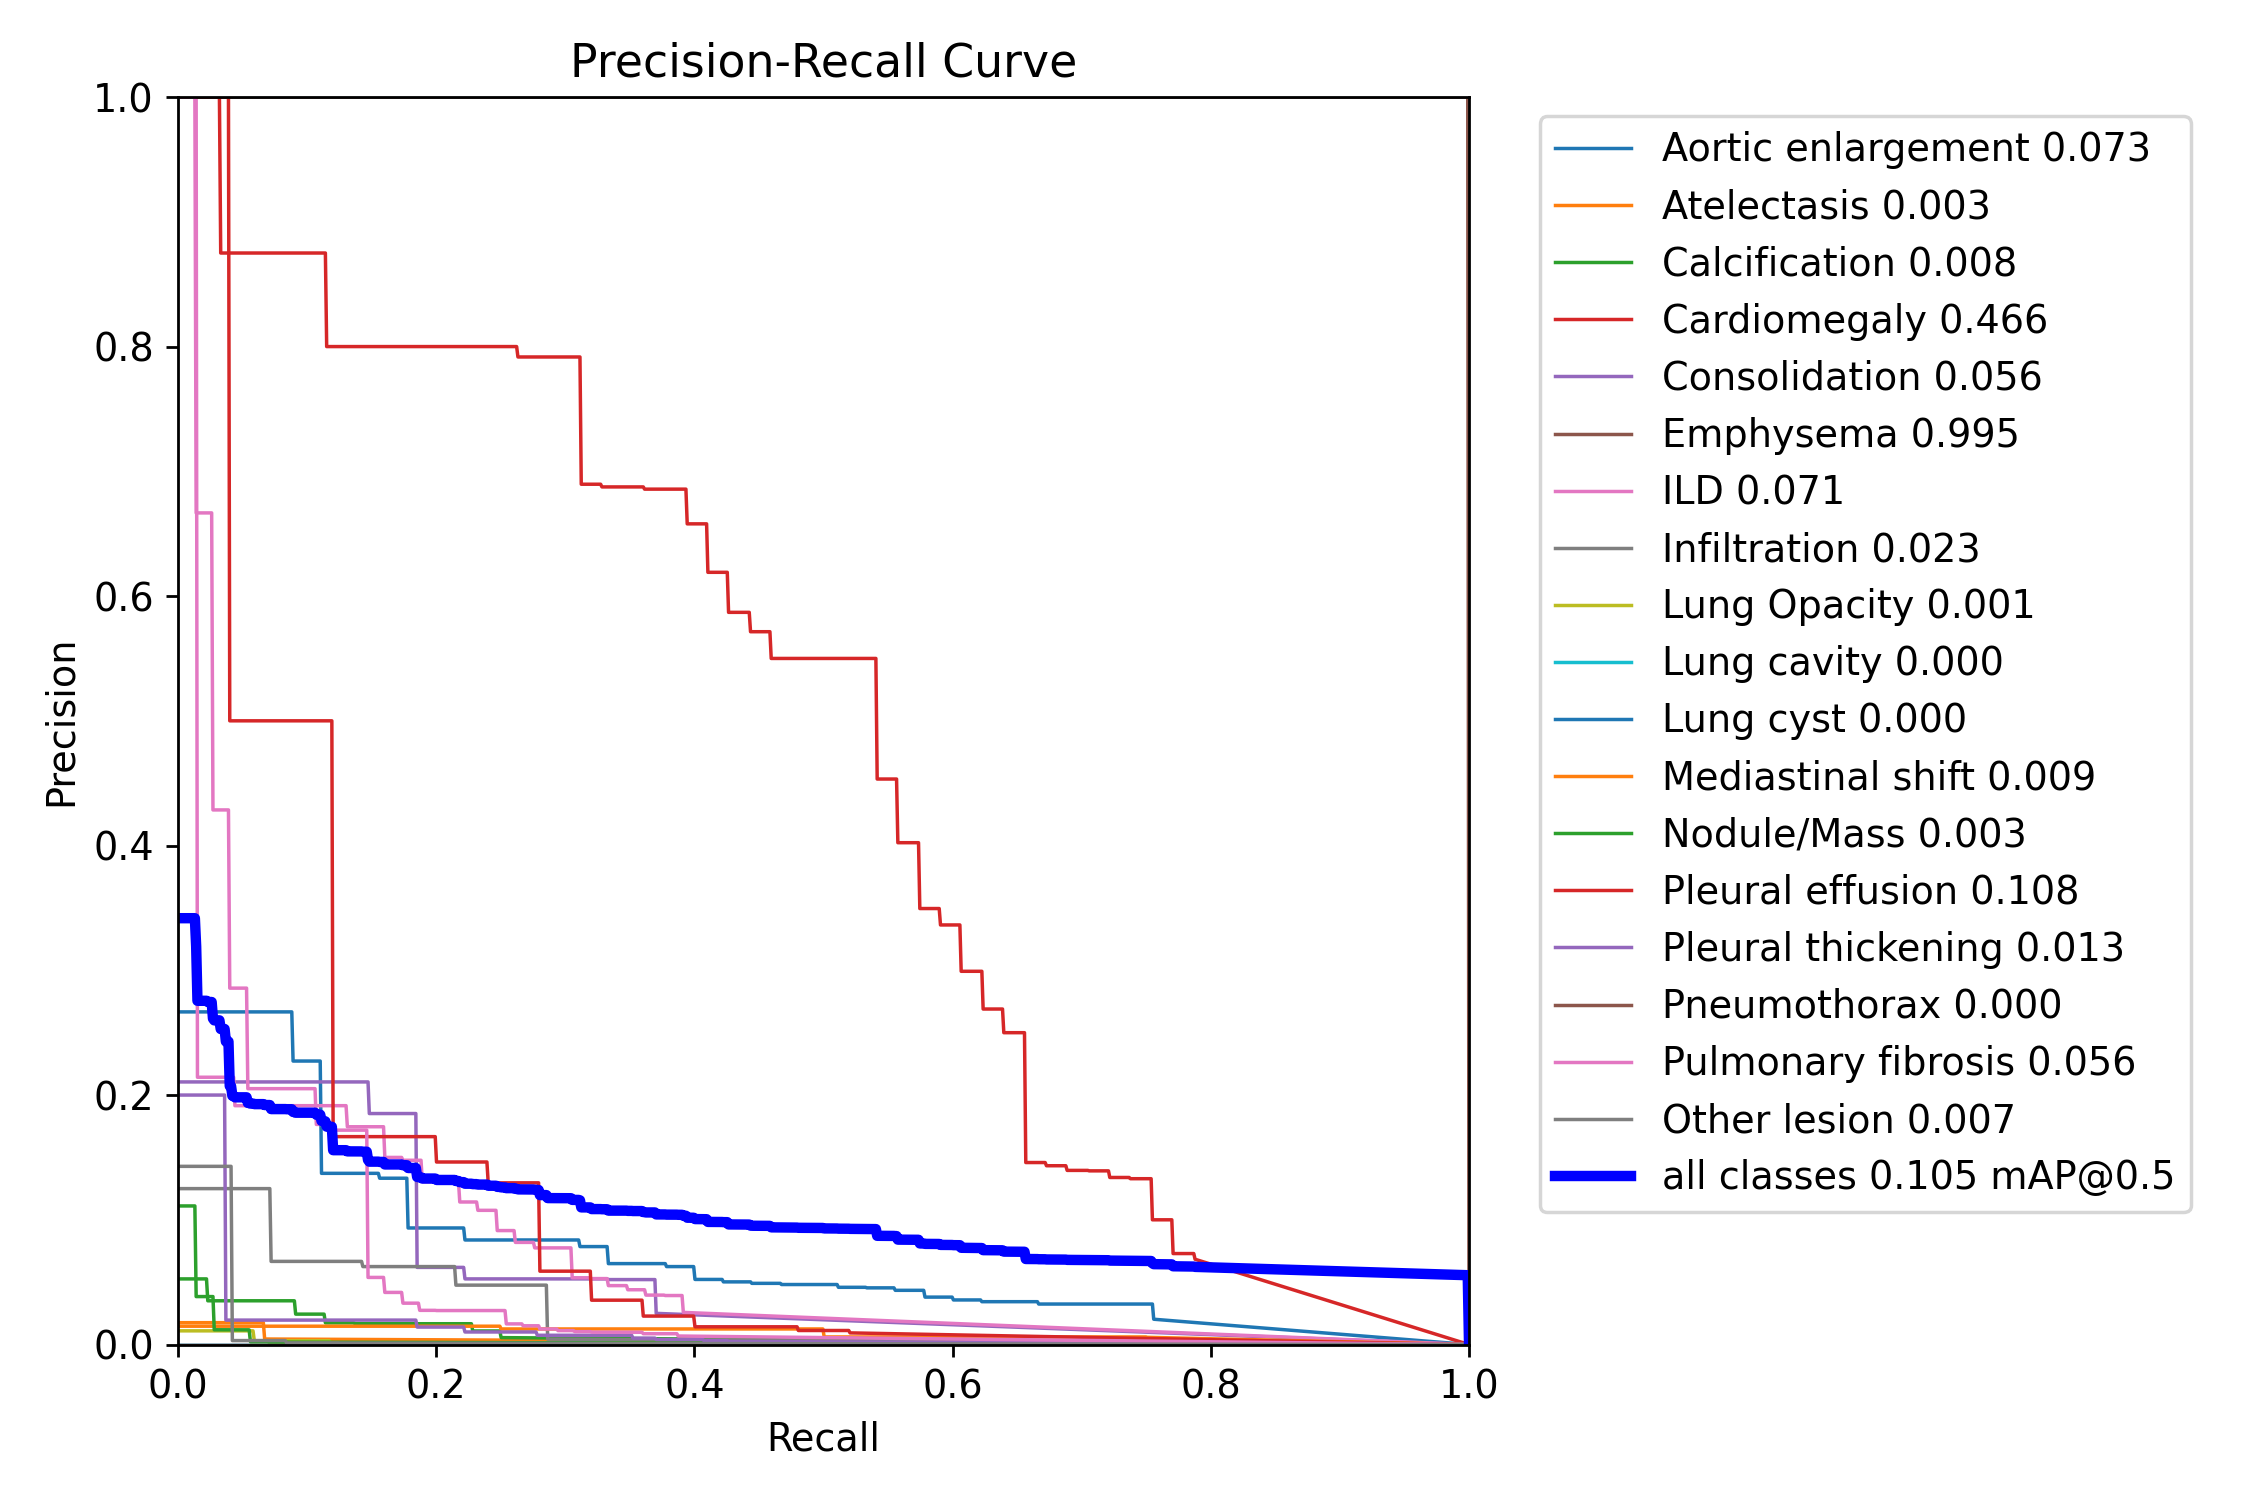 Precision-Recall Curve
1.0
0.8
0.6
0.4
0.2
0.0
Precision
0.0 0.2 0.4 0.6 0.8 1.0
Recall
Aortic enlargement 0.073
Atelectasis 0.003
Calcification 0.008
Cardiomegaly 0.466
Consolidation 0.056
Emphysema 0.995
ILD 0.071
Infiltration 0.023
Lung Opacity 0.001
Lung cavity 0.000
Lung cyst 0.000
Mediastinal shift 0.009
Nodule/Mass 0.003
Pleural effusion 0.108
Pleural thickening 0.013
Pneumothorax 0.000
Pulmonary fibrosis 0.056
Other lesion 0.007
all classes 0.105 mAP@0.5